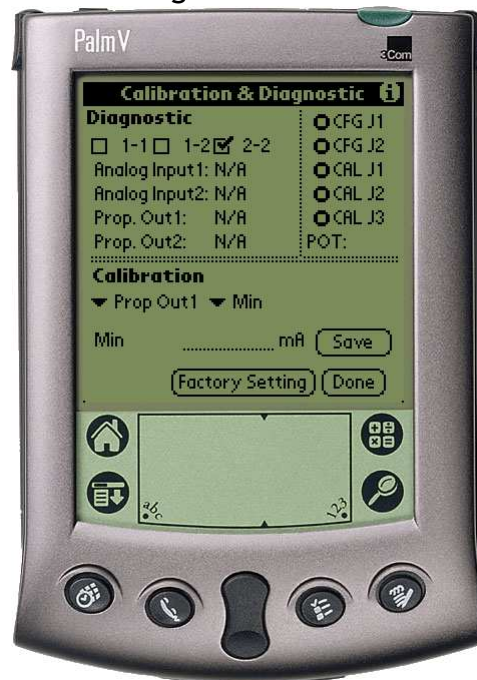 Palm V
3Com
Calibration & Diagnostic i
Diagnostic
1-1 1-2 2-2
Analog Input1: N/A
Analog Input2: N/A
Prop. Out1: N/A
Prop. Out2: N/A
CFG J1
CFG J2
CAL J1
CAL J2
CAL J3
POT:
Calibration
Prop Out1 Min
Min ............... mA Save
Factory Setting Done
abc 123